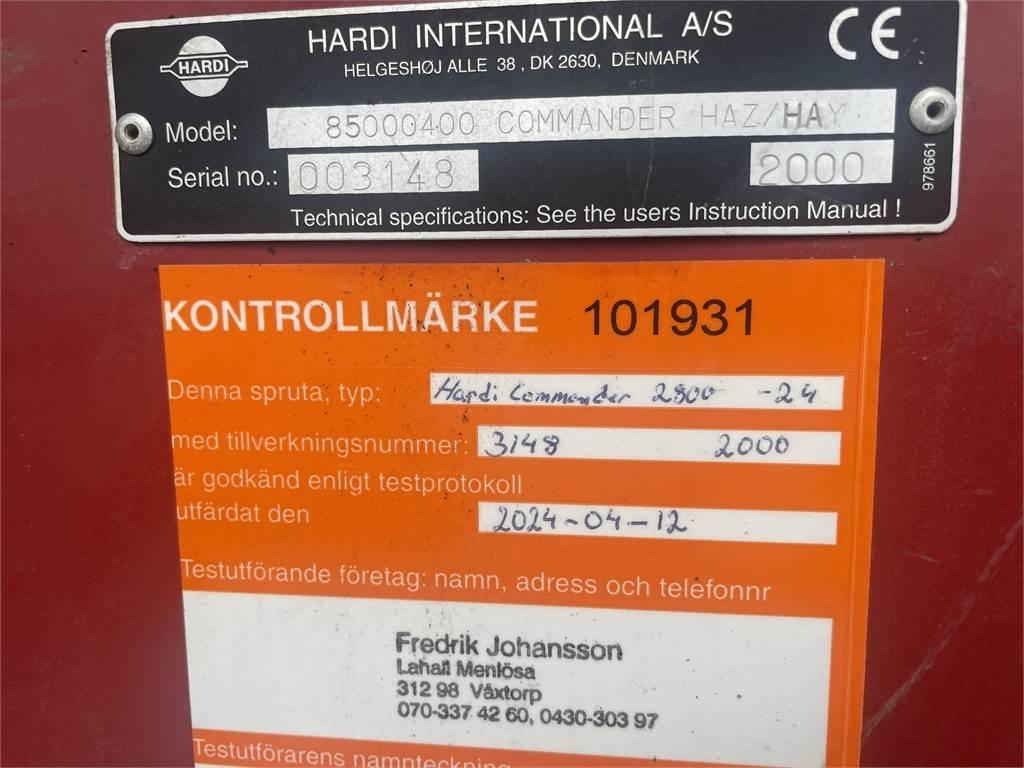 HARDI INTERNATIONAL A/S
HARDI
HELGESHØJ ALLE 38, DK 2630, DENMARK
CE
Model: 85000400 COMMANDER HAZ/HAY
Serial no.: 003148 2000
978661
Technical specifications: See the users Instruction Manual !
KONTROLLMÄRKE 101931
Denna spruta, typ: Hardi Commander 2800 -24
med tillverkningsnummer: 3148 2000
är godkänd enligt testprotokoll
utfärdat den 2024-04-12
Testutförande företag: namn, adress och telefonnr
Fredrik Johansson
Lahall Menlösa
312 98 Våxtorp
070-337 42 60, 0430-303 97
Testutförarens namnteckning